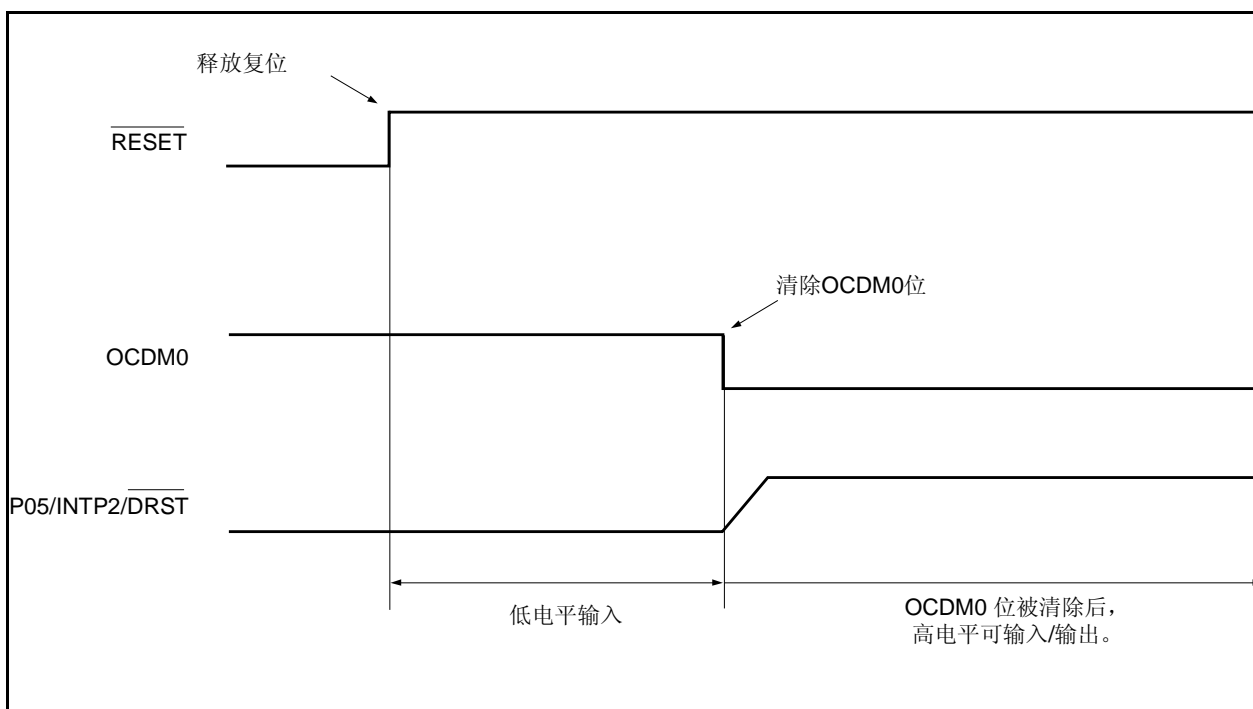 释放复位
RESET
清除OCDM0位
OCDM0
P05/INTP2/DRST
低电平输入
OCDM0 位被清除后，
高电平可输入/输出。